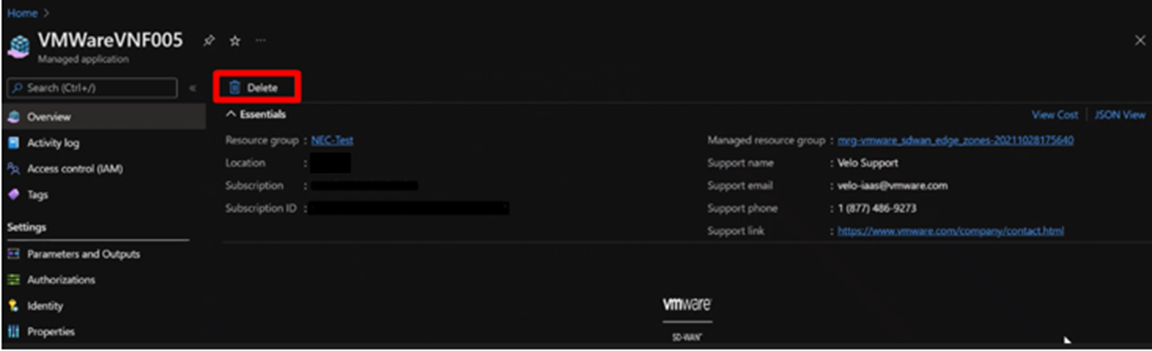 Home >
VMWareVNF005
Managed application
Search (Ctrl+/)
«
Delete
Overview
Activity log
Access control (IAM)
Tags
Settings
Parameters and Outputs
Authorizations
Identity
Properties
Essentials
View Cost
JSON View
Resource group : NEC-Test
Location :
Subscription :
Subscription ID :
Managed resource group : mrg-vmware_sdwan_edge_zones-20211028175640
Support name : Velo Support
Support email : velo-iaas@vmware.com
Support phone : 1 (877) 486-9273
Support link : https://www.vmware.com/company/contact.html
vmware
SD-WAN